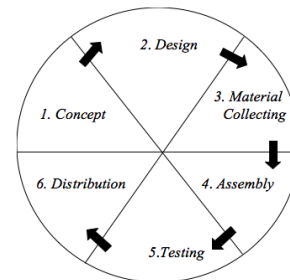 2. Design
3. Material
Collecting
1. Concept
6. Distribution
4. Assembly
5.Testing